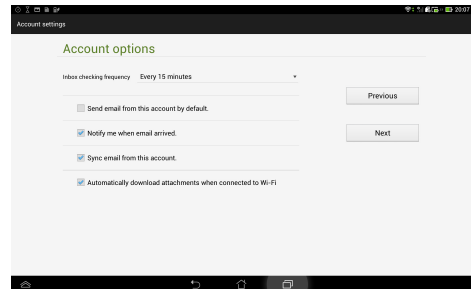 20:07
Account settings
Account options
Inbox checking frequency Every 15 minutes
Previous
Send email from this account by default.
Notify me when email arrived.
Next
Sync email from this account.
Automatically download attachments when connected to Wi-Fi